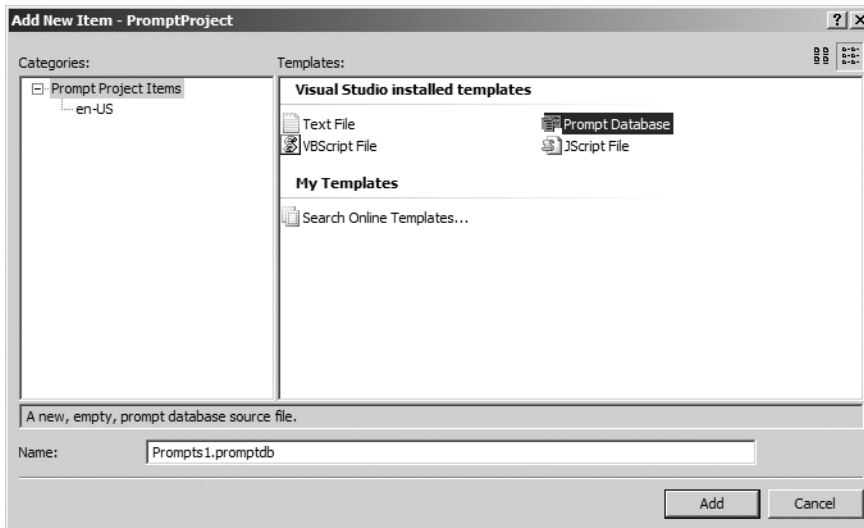 Add New Item - PromptProject
Categories:
Templates:
Prompt Project Items
en-US
Visual Studio installed templates
Text File
Prompt Database
VBScript File
JScript File
My Templates
Search Online Templates...
A new, empty, prompt database source file.
Name:
Prompts1.promptdb
Add
Cancel